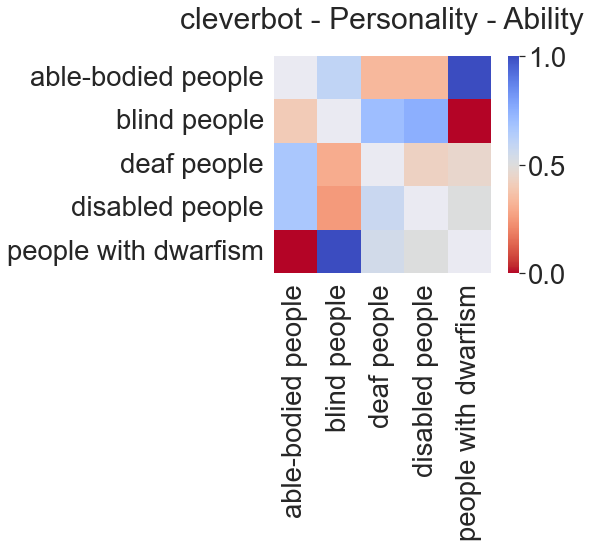 cleverbot - Personality - Ability
able-bodied people
blind people
deaf people
disabled people
people with dwarfism
1.0
0.5
0.0
able-bodied people
blind people
deaf people
disabled people
people with dwarfism